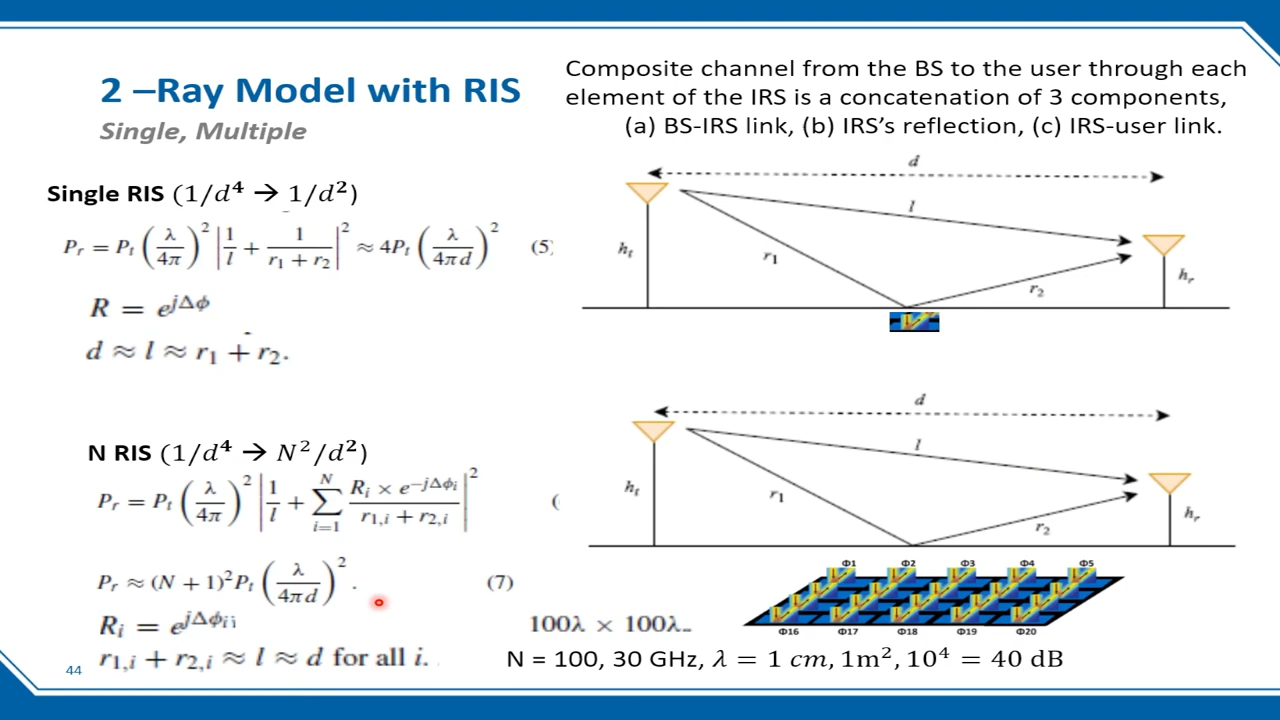 2 –Ray Model with RIS
Single, Multiple
Composite channel from the BS to the user through each
element of the IRS is a concatenation of 3 components,
(a) BS-IRS link, (b) IRS's reflection, (c) IRS-user link.
Single RIS (1/d⁴ → 1/d²)
P_r = P_t (λ/4π)² |1/l + 1/(r₁ + r₂)|² ≈ 4P_t (λ/4πd)² (5)
R = e^{jΔϕ}
d ≈ l ≈ r₁ + r₂.
d
l
h_t
r₁
r₂
h_r
N RIS (1/d⁴ → N²/d²)
P_r = P_t (λ/4π)² |1/l + ∑_{i=1}^{N} (R_i × e^{-jΔϕ_i})/(r_{1,i} + r_{2,i})|² (
P_r ≈ (N + 1)² P_t (λ/4πd)². (7)
R_i = e^{jΔϕ_i i}
r_{1,i} + r_{2,i} ≈ l ≈ d for all i.
d
l
h_t
r₁
r₂
h_r
Φ1 Φ2 Φ3 Φ4 Φ5
Φ16 Φ17 Φ18 Φ19 Φ20
100λ × 100λ
N = 100, 30 GHz, λ = 1 cm, 1m², 10⁴ = 40 dB
44